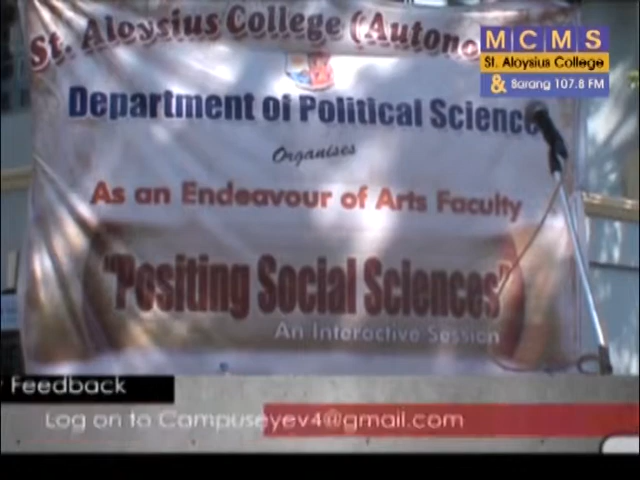 St. Aloysius College (Autono
MCMS
St. Aloysius College
& Sarang 107.8 FM
Department of Political Science
Organises
As an Endeavour of Arts Faculty
"Positing Social Sciences"
An Interactive Session
Feedback
Log on to Campuseyev4@gmail.com